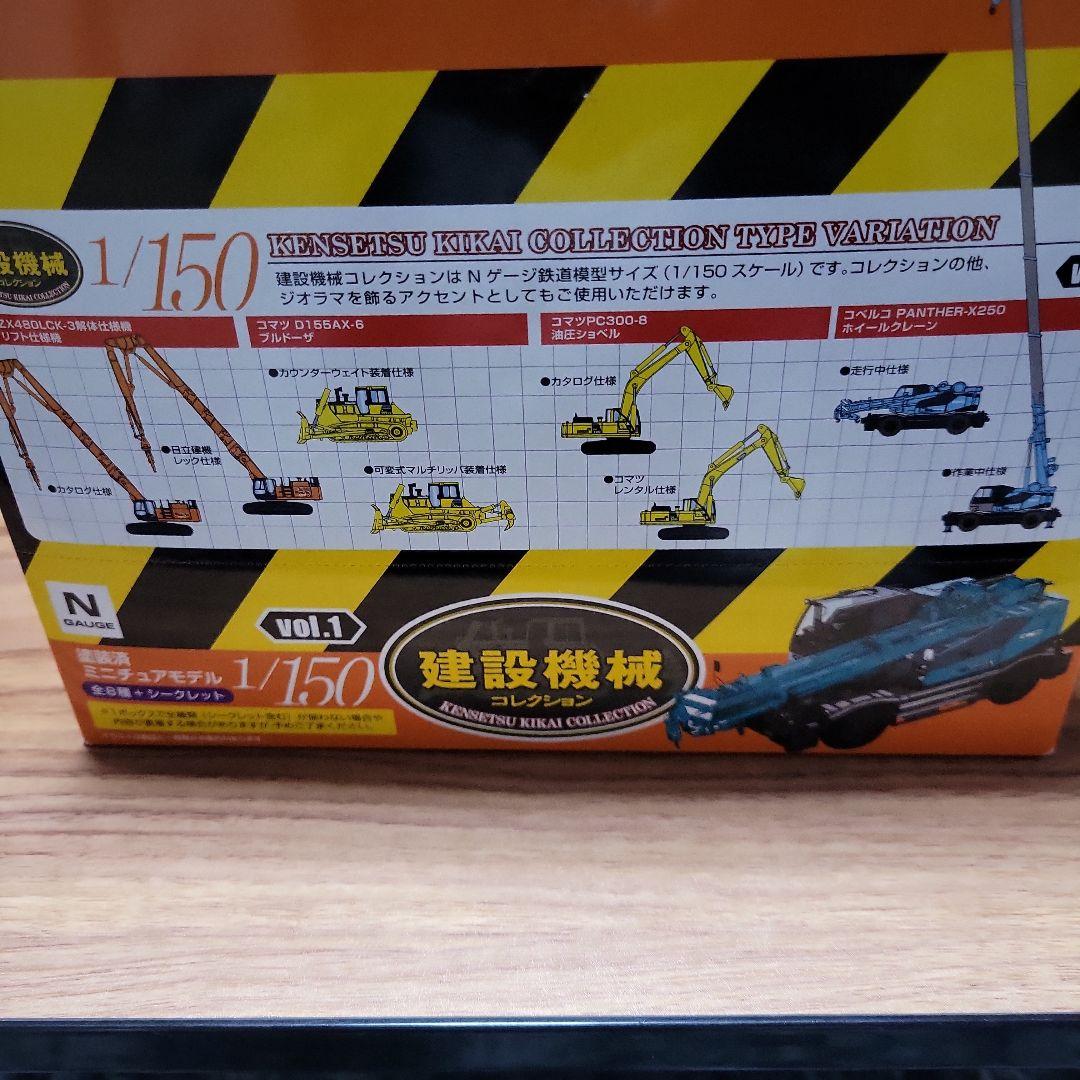 建設機械
コレクション
KENSETSU KIKAI COLLECTION
1/150
KENSETSU KIKAI COLLECTION TYPE VARIATION
建設機械コレクションは N ゲージ鉄道模型サイズ（1/150 スケール）です。コレクションの他、
ジオラマを飾るアクセントとしてもご使用いただけます。
ZX480LCK-3解体仕様機
リフト仕様機
●カタログ仕様
●日立建機
レック仕様
コマツ D155AX-6
ブルドーザ
●カウンターウェイト装着仕様
●可変式マルチリッパ装着仕様
コマツPC300-8
油圧ショベル
●カタログ仕様
●コマツ
レンタル仕様
コベルコ PANTHER-X250
ホイールクレーン
●走行中仕様
●作業中仕様
N
GAUGE
塗装済
ミニチュアモデル
全8種+シークレット
1/150
vol.1
建設機械
コレクション
KENSETSU KIKAI COLLECTION